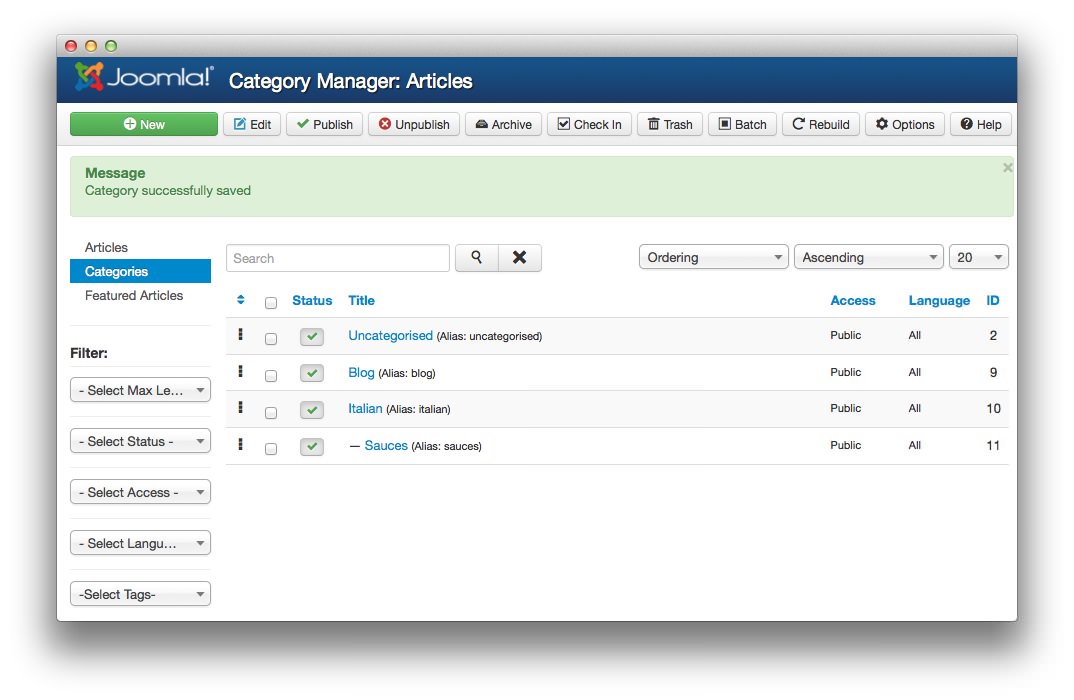 Joomla!® Category Manager: Articles
New Edit Publish Unpublish Archive Check In Trash Batch Rebuild Options Help
Message
Category successfully saved
Articles
Categories
Featured Articles
Filter:
- Select Max Le...
- Select Status -
- Select Access -
- Select Langu...
-Select Tags-
Search Ordering Ascending 20
Status Title Access Language ID
Uncategorised (Alias: uncategorised) Public All 2
Blog (Alias: blog) Public All 9
Italian (Alias: italian) Public All 10
— Sauces (Alias: sauces) Public All 11